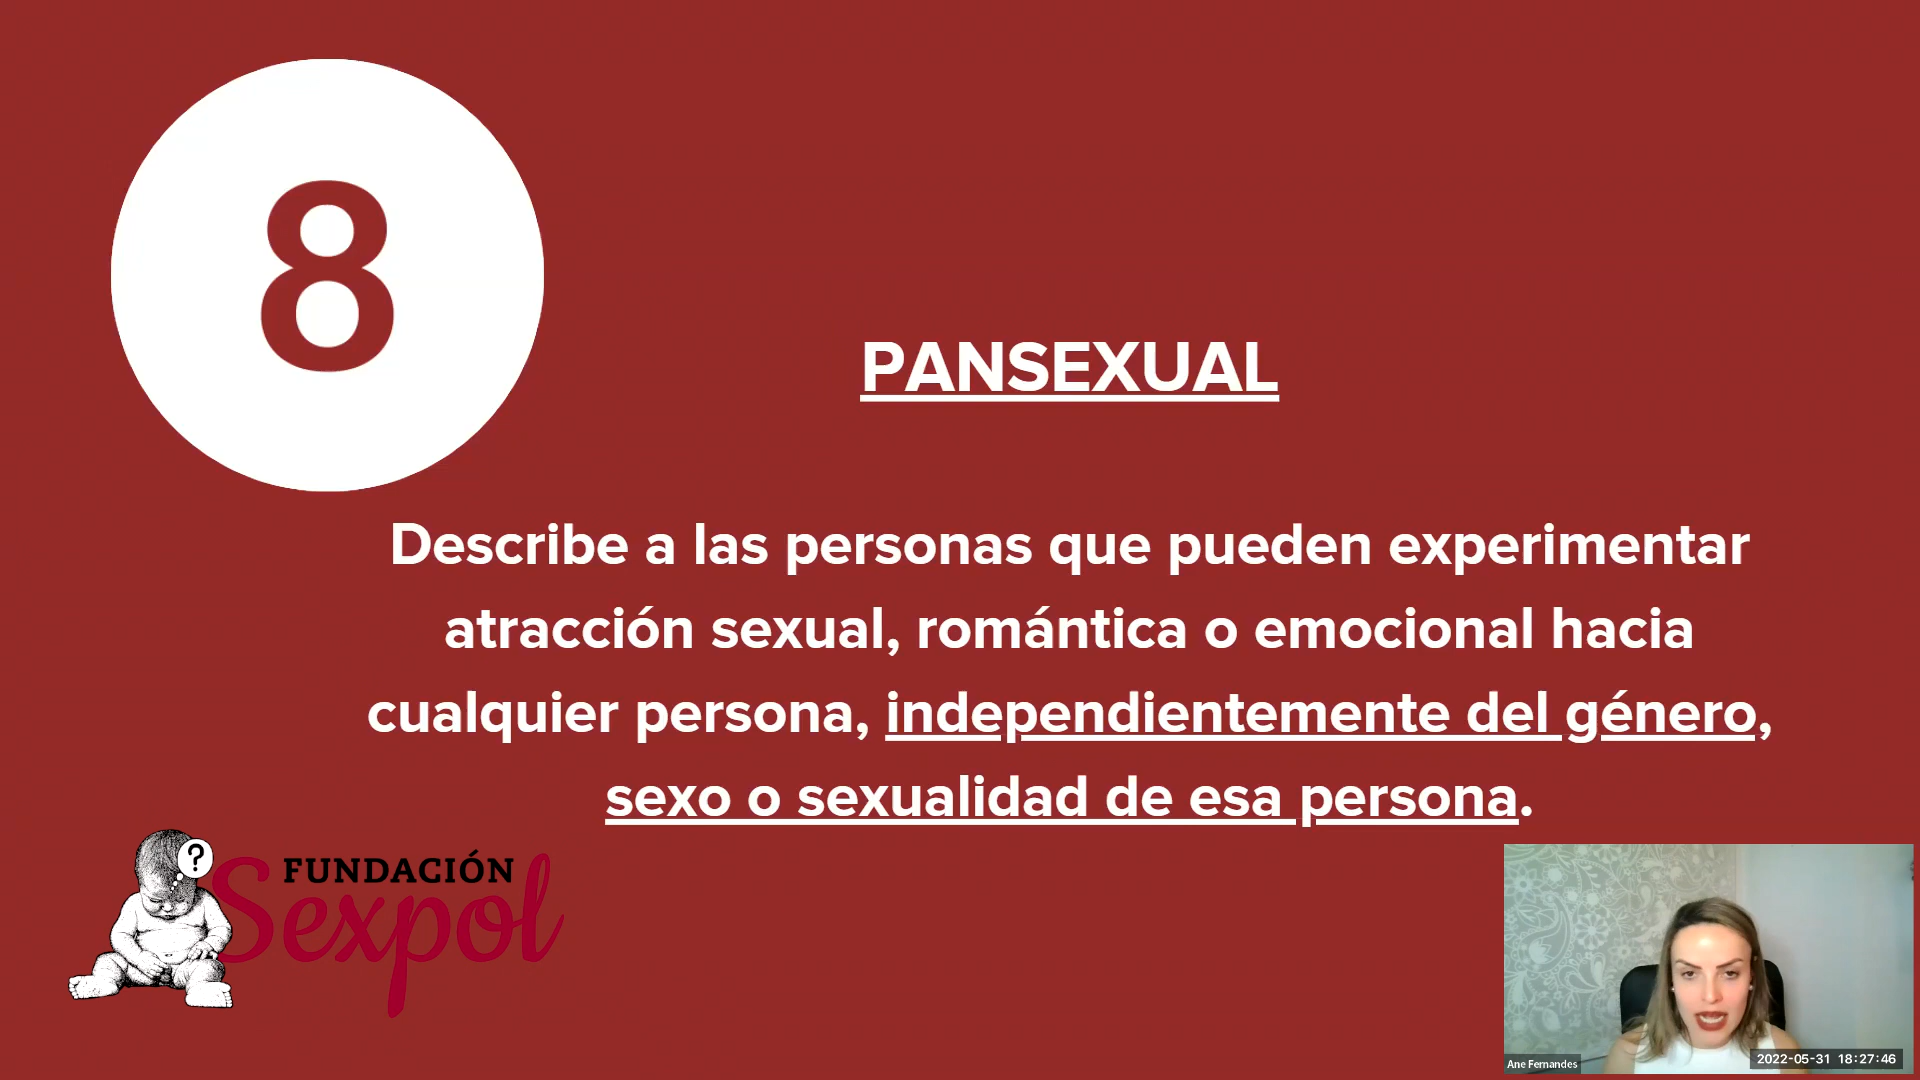 8
PANSEXUAL
Describe a las personas que pueden experimentar
atracción sexual, romántica o emocional hacia
cualquier persona, independientemente del género,
sexo o sexualidad de esa persona.
?
FUNDACIÓN
Sexpol
Ane Fernandes
2022-05-31 18:27:46